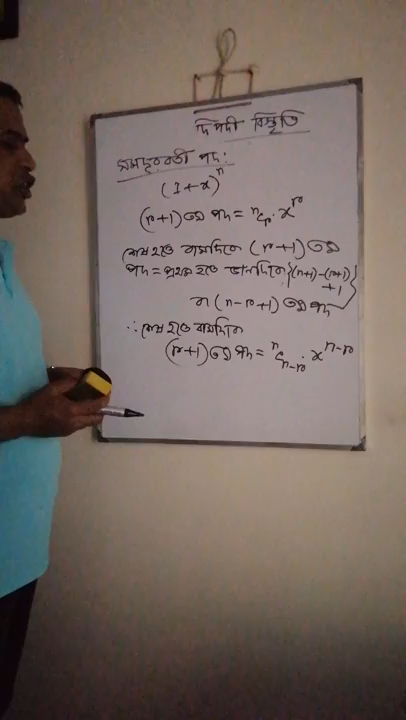 দ্বিপদী বিস্তৃতি
সমদূরবর্তী পদ:
(1+x)ⁿ
(r+1)তম পদ = ⁿCᵣ. xʳ
শেষ হতে বামদিকে (r+1) তম
পদ = প্রথম হতে ডানদিকে {(n+1)-(r+1)
+1}
বা (n-r+1) তম পদ
∴ শেষ হতে বামদিকে
(r+1) তম পদ = ⁿCₙ₋ᵣ. xⁿ⁻ʳ